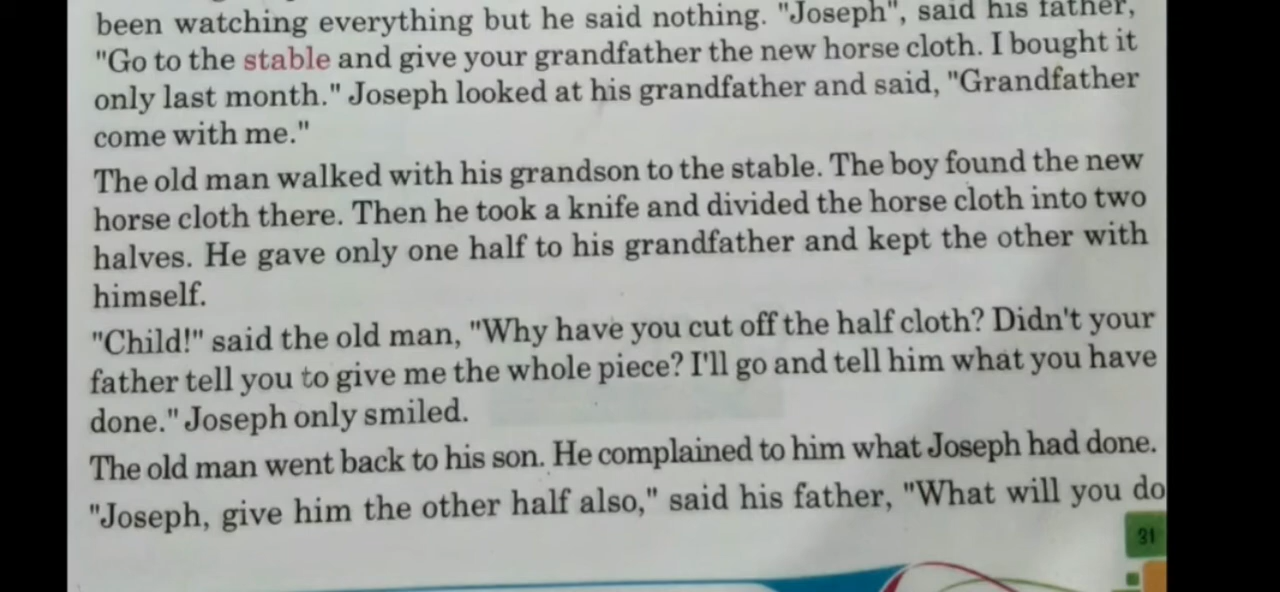 been watching everything but he said nothing. "Joseph", said his father,
"Go to the stable and give your grandfather the new horse cloth. I bought it
only last month." Joseph looked at his grandfather and said, "Grandfather
come with me."
The old man walked with his grandson to the stable. The boy found the new
horse cloth there. Then he took a knife and divided the horse cloth into two
halves. He gave only one half to his grandfather and kept the other with
himself.
"Child!" said the old man, "Why have you cut off the half cloth? Didn't your
father tell you to give me the whole piece? I'll go and tell him what you have
done." Joseph only smiled.
The old man went back to his son. He complained to him what Joseph had done.
"Joseph, give him the other half also," said his father, "What will you do
31